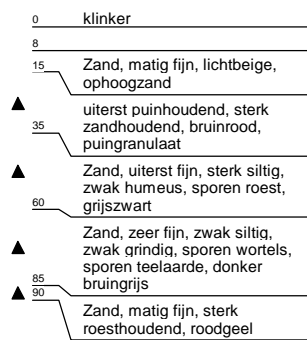 0 klinker
8
15 Zand, matig fijn, lichtbeige,
ophoogzand
uiterst puinhoudend, sterk
35 zandhoudend, bruinrood,
puingranulaat
Zand, uiterst fijn, sterk siltig,
zwak humeus, sporen roest,
60 grijszwart
Zand, zeer fijn, zwak siltig,
zwak grindig, sporen wortels,
sporen teelaarde, donker
85 bruingrijs
90
Zand, matig fijn, sterk
roesthoudend, roodgeel